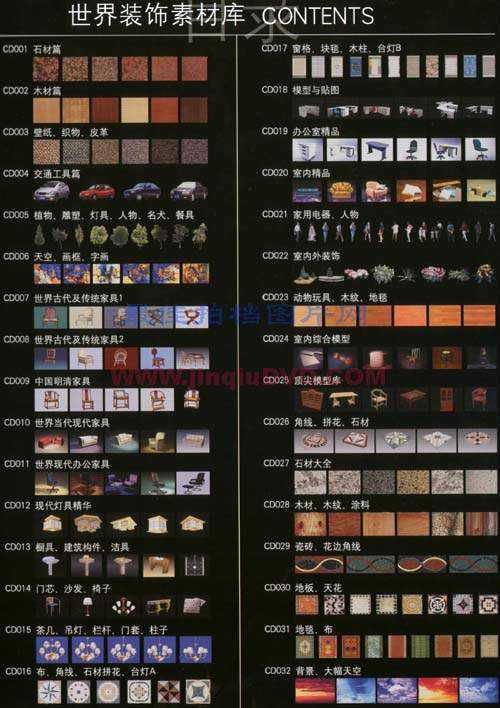 世界装饰素材库 CONTENTS
CD001 石材篇
CD002 木材篇
CD003 壁纸、织物、皮革
CD004 交通工具篇
CD005 植物、雕塑、灯具、人物、名犬、餐具
CD006 天空、画框、字画
CD007 世界古代及传统家具1
CD008 世界古代及传统家具2
CD009 中国明清家具
CD010 世界当代现代家具
CD011 世界现代办公家具
CD012 现代灯具精华
CD013 橱具、建筑构件、洁具
CD014 门芯、沙发、椅子
CD015 茶几、吊灯、栏杆、门套、柱子
CD016 布、角线、石材拼花、台灯A
CD017 窗格、块毯、木柱、台灯B
CD018 模型与贴图
CD019 办公室精品
CD020 室内精品
CD021 家用电器、人物
CD022 室内外装饰
CD023 动物玩具、木纹、地毯
CD024 室内综合模型
CD025 顶尖模型库
CD026 角线、拼花、石材
CD027 石材大全
CD028 木材、木纹、涂料
CD029 瓷砖、花边角线
CD030 地板、天花
CD031 地毯、布
CD032 背景、大幅天空
www.jinqiuDVD.COM